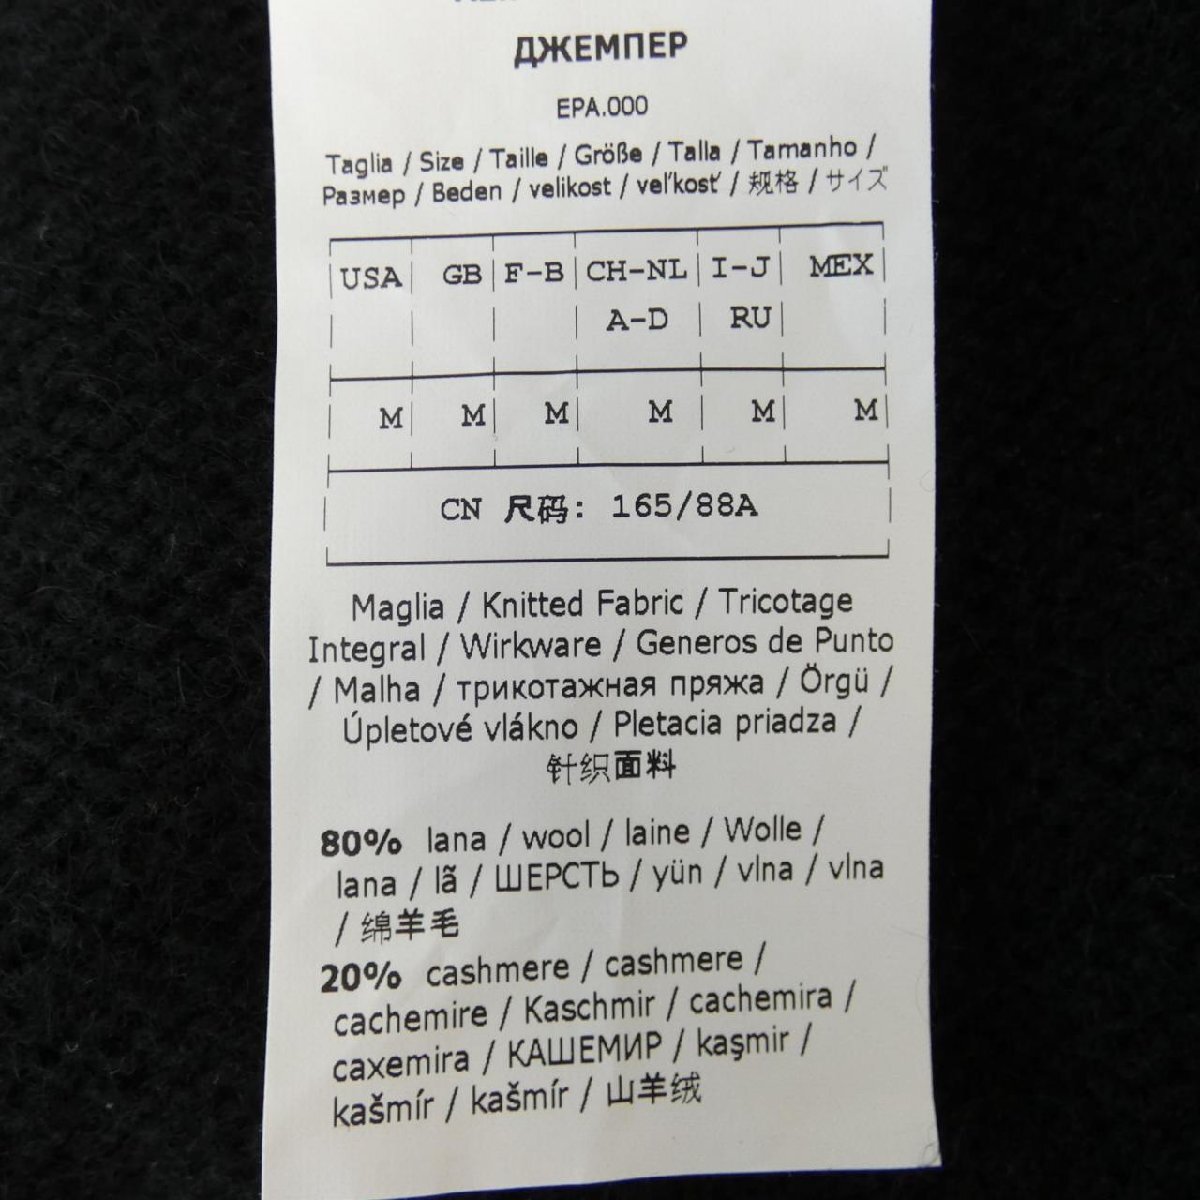 ДЖЕМПЕР
EPA.000
Taglia / Size / Taille / Größe / Talla / Tamanho /
Размер / Beden / velikost / veľkosť / 规格 / サイズ
USA GB F-B CH-NL I-J MEX
A-D RU
M M M M M M
CN 尺码: 165/88A
Maglia / Knitted Fabric / Tricotage
Integral / Wirkware / Generos de Punto
/ Malha / трикотажная пряжа / Örgü /
Úpletové vlákno / Pletacia priadza /
针织面料
80% lana / wool / laine / Wolle /
lana / lã / ШЕРСТЬ / yün / vlna / vlna
/ 绵羊毛
20% cashmere / cashmere /
cachemire / Kaschmir / cachemira /
caxemira / КАШЕМИР / kaşmir /
kašmír / kašmír / 山羊绒